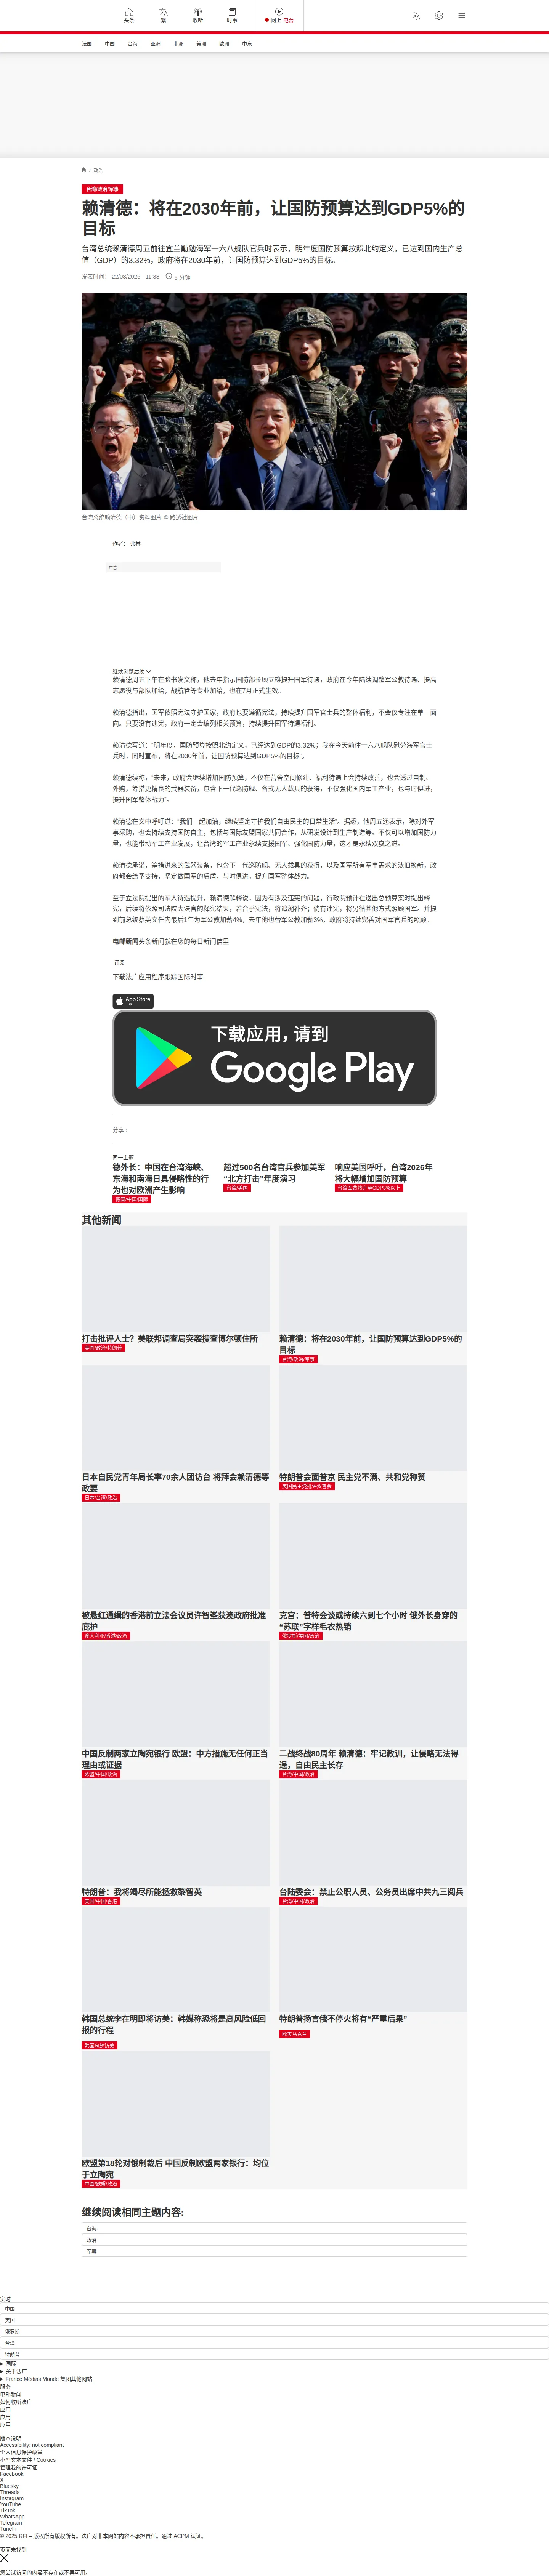 头条
繁
收听
时事
网上 电台
法国
中国
台海
亚洲
非洲
美洲
欧洲
中东
/ 政治
台湾/政治/军事
赖清德：将在2030年前，让国防预算达到GDP5%的
目标
台湾总统赖清德周五前往宜兰勖勉海军一六八舰队官兵时表示，明年度国防预算按照北约定义，已达到国内生产总
值（GDP）的3.32%，政府将在2030年前，让国防预算达到GDP5%的目标。
发表时间： 22/08/2025 - 11:38
5 分钟
台湾总统赖清德（中）资料图片 © 路透社图片
作者： 弗林
广告
继续浏览后续
赖清德周五下午在脸书发文称，他去年指示国防部长顾立雄提升国军待遇，政府在今年陆续调整军公教待遇、提高
志愿役与部队加给，战航管等专业加给，也在7月正式生效。
赖清德指出，国军依照宪法守护国家，政府也要遵循宪法，持续提升国军官士兵的整体福利，不会仅专注在单一面
向。只要没有违宪，政府一定会编列相关预算，持续提升国军待遇福利。
赖清德写道：“明年度，国防预算按照北约定义，已经达到GDP的3.32%；我在今天前往一六八舰队慰劳海军官士
兵时，同时宣布，将在2030年前，让国防预算达到GDP5%的目标”。
赖清德续称，“未来，政府会继续增加国防预算，不仅在营舍空间修建、福利待遇上会持续改善，也会透过自制、
外购，筹措更精良的武器装备，包含下一代巡防舰、各式无人载具的获得，不仅强化国内军工产业，也与时俱进，
提升国军整体战力”。
赖清德在文中呼吁道：“我们一起加油，继续坚定守护我们自由民主的日常生活”。据悉，他周五还表示，除对外军
事采购，也会持续支持国防自主，包括与国际友盟国家共同合作，从研发设计到生产制造等、不仅可以增加国防力
量，也能带动军工产业发展，让台湾的军工产业永续支援国军、强化国防力量，这才是永续双赢之道。
赖清德承诺，筹措进来的武器装备，包含下一代巡防舰、无人载具的获得，以及国军所有军事需求的汰旧换新，政
府都会给予支持，坚定做国军的后盾，与时俱进，提升国军整体战力。
至于立法院提出的军人待遇提升，赖清德解释说，因为有涉及违宪的问题，行政院预计在送出总预算案时提出释
宪，后续将依照司法院大法官的释宪结果，若合乎宪法，将追溯补齐；倘有违宪，将另循其他方式照顾国军。并提
到前总统蔡英文任内最后1年为军公教加薪4%，去年他也替军公教加薪3%，政府将持续完善对国军官兵的照顾。
电邮新闻头条新闻就在您的每日新闻信里
订阅
下载法广应用程序跟踪国际时事
App Store
下载
下载应用，请到
Google Play
分享 :
同一主题
德外长：中国在台湾海峡、
东海和南海日具侵略性的行
为也对欧洲产生影响
德国/中国/国际
超过500名台湾官兵参加美军
“北方打击”年度演习
台湾/美国
响应美国呼吁，台湾2026年
将大幅增加国防预算
台湾军费将升至GDP3%以上
其他新闻
打击批评人士？美联邦调查局突袭搜查博尔顿住所
美国/政治/特朗普
赖清德：将在2030年前，让国防预算达到GDP5%的
目标
台湾/政治/军事
日本自民党青年局长率70余人团访台 将拜会赖清德等
政要
日本/台湾/政治
特朗普会面普京 民主党不满、共和党称赞
美国民主党批评双普会
被悬红通缉的香港前立法会议员许智峯获澳政府批准
庇护
澳大利亚/香港/政治
克宫：普特会谈或持续六到七个小时 俄外长身穿的
“苏联”字样毛衣热销
俄罗斯/美国/政治
中国反制两家立陶宛银行 欧盟：中方措施无任何正当
理由或证据
欧盟/中国/政治
二战终战80周年 赖清德：牢记教训，让侵略无法得
逞，自由民主长存
台湾/中国/政治
特朗普：我将竭尽所能拯救黎智英
美国/中国/香港
台陆委会：禁止公职人员、公务员出席中共九三阅兵
台湾/中国/政治
韩国总统李在明即将访美：韩媒称恐将是高风险低回
报的行程
韩国总统访美
特朗普扬言俄不停火将有“严重后果”
欧美乌克兰
欧盟第18轮对俄制裁后 中国反制欧盟两家银行：均位
于立陶宛
中国/欧盟/政治
继续阅读相同主题内容:
台海
政治
军事
实时
中国
美国
俄罗斯
台湾
特朗普
国际
关于法广
France Médias Monde 集团其他网站
服务
电邮新闻
如何收听法广
应用
应用
应用
版本说明
Accessibility: not compliant
个人信息保护政策
小型文本文件 / Cookies
管理我的许可证
Facebook
X
Bluesky
Threads
Instagram
YouTube
TikTok
WhatsApp
Telegram
TuneIn
© 2025 RFI – 版权所有版权所有。法广对非本网站内容不承担责任。通过 ACPM 认证。
页面未找到
您尝试访问的内容不存在或不再可用。